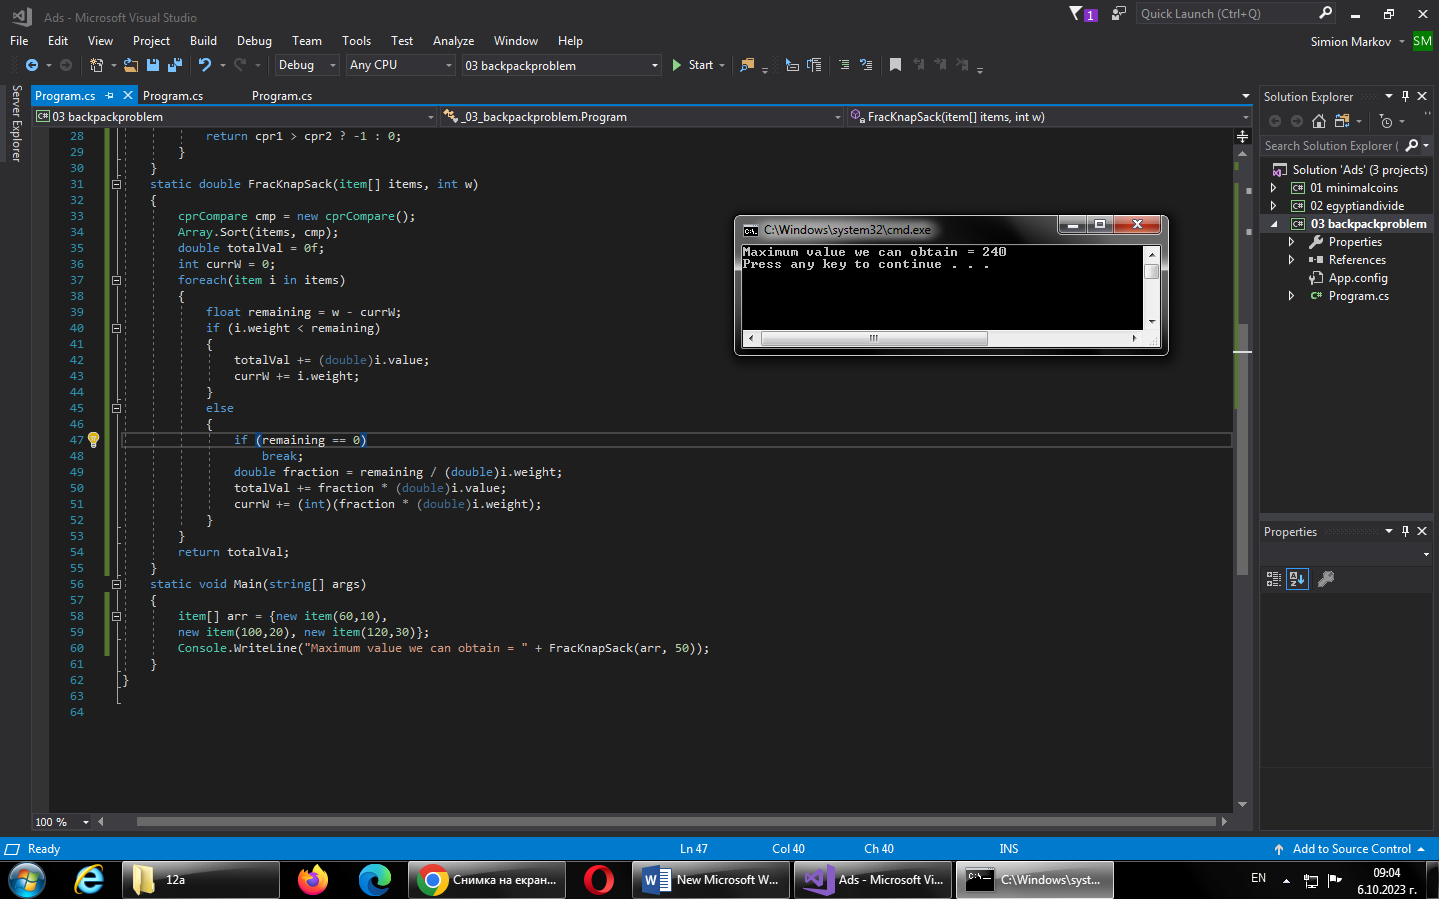 Ads - Microsoft Visual Studio
1
Quick Launch (Ctrl+Q)
File Edit View Project Build Debug Team Tools Test Analyze Window Help
Simion Markov
SM
Debug Any CPU 03 backpackproblem Start
Server Explorer
Program.cs Program.cs Program.cs
C# 03 backpackproblem _03_backpackproblem.Program FracKnapSack(item[] items, int w)
28 return cpr1 > cpr2 ? -1 : 0;
29 }
30 }
31 static double FracKnapSack(item[] items, int w)
32 {
33 cprCompare cmp = new cprCompare();
34 Array.Sort(items, cmp);
35 double totalVal = 0f;
36 int currW = 0;
37 foreach(item i in items)
38 {
39 float remaining = w - currW;
40 if (i.weight < remaining)
41 {
42 totalVal += (double)i.value;
43 currW += i.weight;
44 }
45 else
46 {
47 if (remaining == 0)
48 break;
49 double fraction = remaining / (double)i.weight;
50 totalVal += fraction * (double)i.value;
51 currW += (int)(fraction * (double)i.weight);
52 }
53 }
54 return totalVal;
55 }
56 static void Main(string[] args)
57 {
58 item[] arr = {new item(60,10),
59 new item(100,20), new item(120,30)};
60 Console.WriteLine("Maximum value we can obtain = " + FracKnapSack(arr, 50));
61 }
62 }
63
64
C:\Windows\system32\cmd.exe
Maximum value we can obtain = 240
Press any key to continue . . .
Solution Explorer
Search Solution Explorer (
Solution 'Ads' (3 projects)
C# 01 minimalcoins
C# 02 egyptiandivide
C# 03 backpackproblem
Properties
References
App.config
C# Program.cs
Properties
100 %
Ready Ln 47 Col 40 Ch 40 INS Add to Source Control
12a
Снимка на екран...
New Microsoft W...
Ads - Microsoft Vi...
C:\Windows\syst...
EN
09:04
6.10.2023 г.